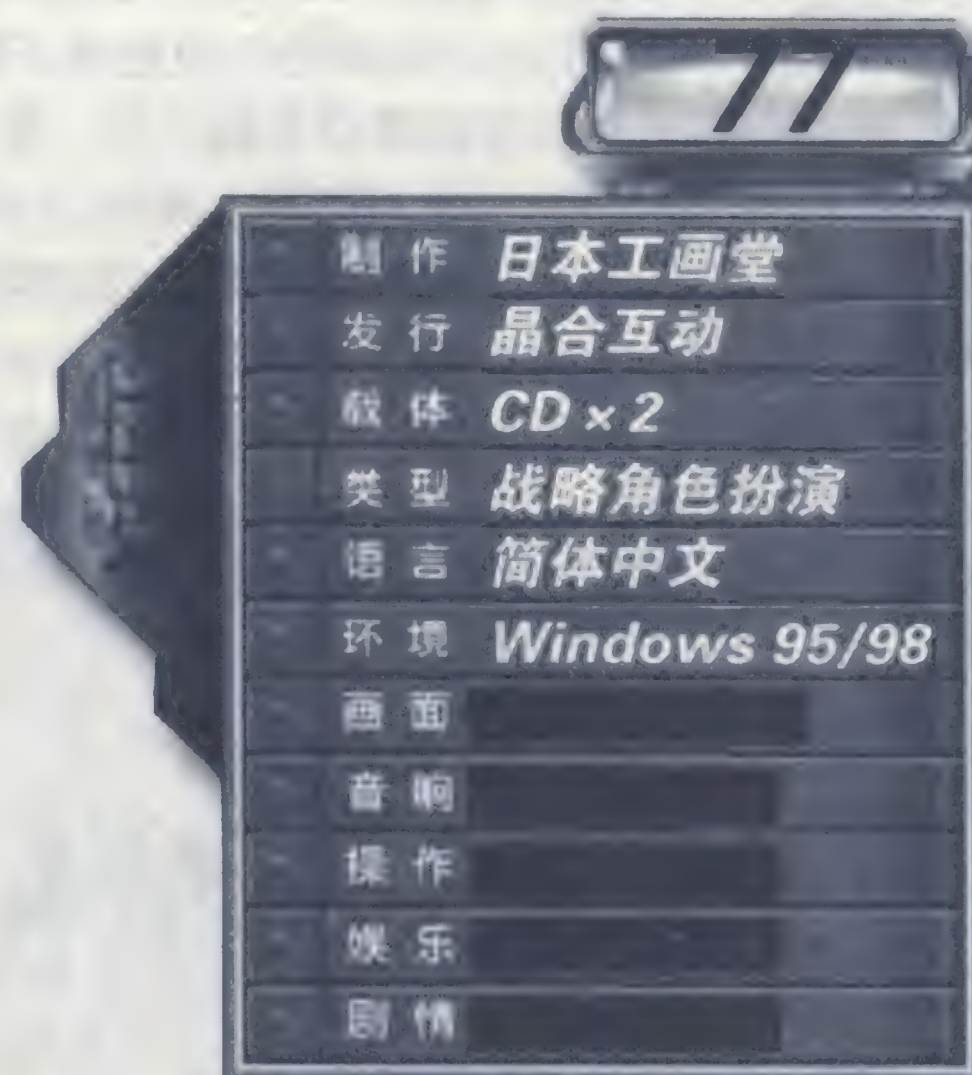 77
制作 日本工画堂
发行 晶合互动
载体 CD × 2
类型 战略角色扮演
语言 简体中文
环境 Windows 95/98
画面
音响
操作
娱乐
剧情